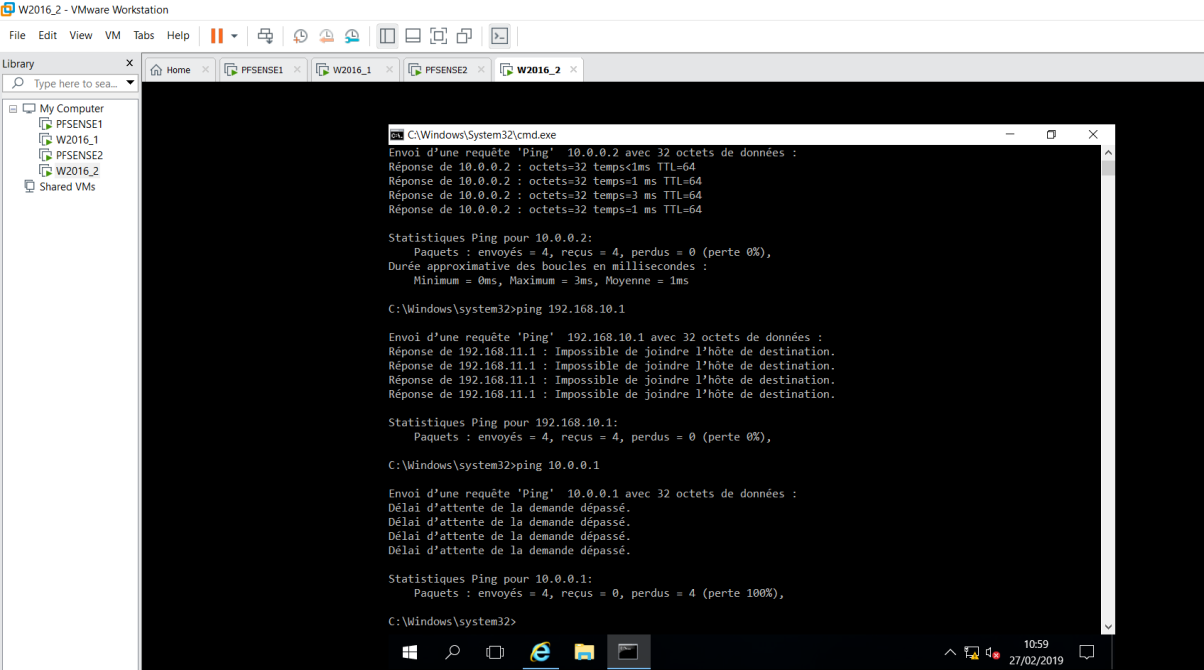 W2016_2 - VMware Workstation
File Edit View VM Tabs Help
Library
Type here to sea...
My Computer
PFSENSE1
W2016_1
PFSENSE2
W2016_2
Shared VMs
Home
PFSENSE1
W2016_1
PFSENSE2
W2016_2
C:\Windows\System32\cmd.exe
Envoi d'une requête 'Ping'  10.0.0.2 avec 32 octets de données :
Réponse de 10.0.0.2 : octets=32 temps<1ms TTL=64
Réponse de 10.0.0.2 : octets=32 temps=1 ms TTL=64
Réponse de 10.0.0.2 : octets=32 temps=3 ms TTL=64
Réponse de 10.0.0.2 : octets=32 temps=1 ms TTL=64
Statistiques Ping pour 10.0.0.2:
Paquets : envoyés = 4, reçus = 4, perdus = 0 (perte 0%),
Durée approximative des boucles en millisecondes :
Minimum = 0ms, Maximum = 3ms, Moyenne = 1ms
C:\Windows\system32>ping 192.168.10.1
Envoi d'une requête 'Ping'  192.168.10.1 avec 32 octets de données :
Réponse de 192.168.11.1 : Impossible de joindre l'hôte de destination.
Réponse de 192.168.11.1 : Impossible de joindre l'hôte de destination.
Réponse de 192.168.11.1 : Impossible de joindre l'hôte de destination.
Réponse de 192.168.11.1 : Impossible de joindre l'hôte de destination.
Statistiques Ping pour 192.168.10.1:
Paquets : envoyés = 4, reçus = 4, perdus = 0 (perte 0%),
C:\Windows\system32>ping 10.0.0.1
Envoi d'une requête 'Ping'  10.0.0.1 avec 32 octets de données :
Délai d'attente de la demande dépassé.
Délai d'attente de la demande dépassé.
Délai d'attente de la demande dépassé.
Délai d'attente de la demande dépassé.
Statistiques Ping pour 10.0.0.1:
Paquets : envoyés = 4, reçus = 0, perdus = 4 (perte 100%),
C:\Windows\system32>
10:59
27/02/2019